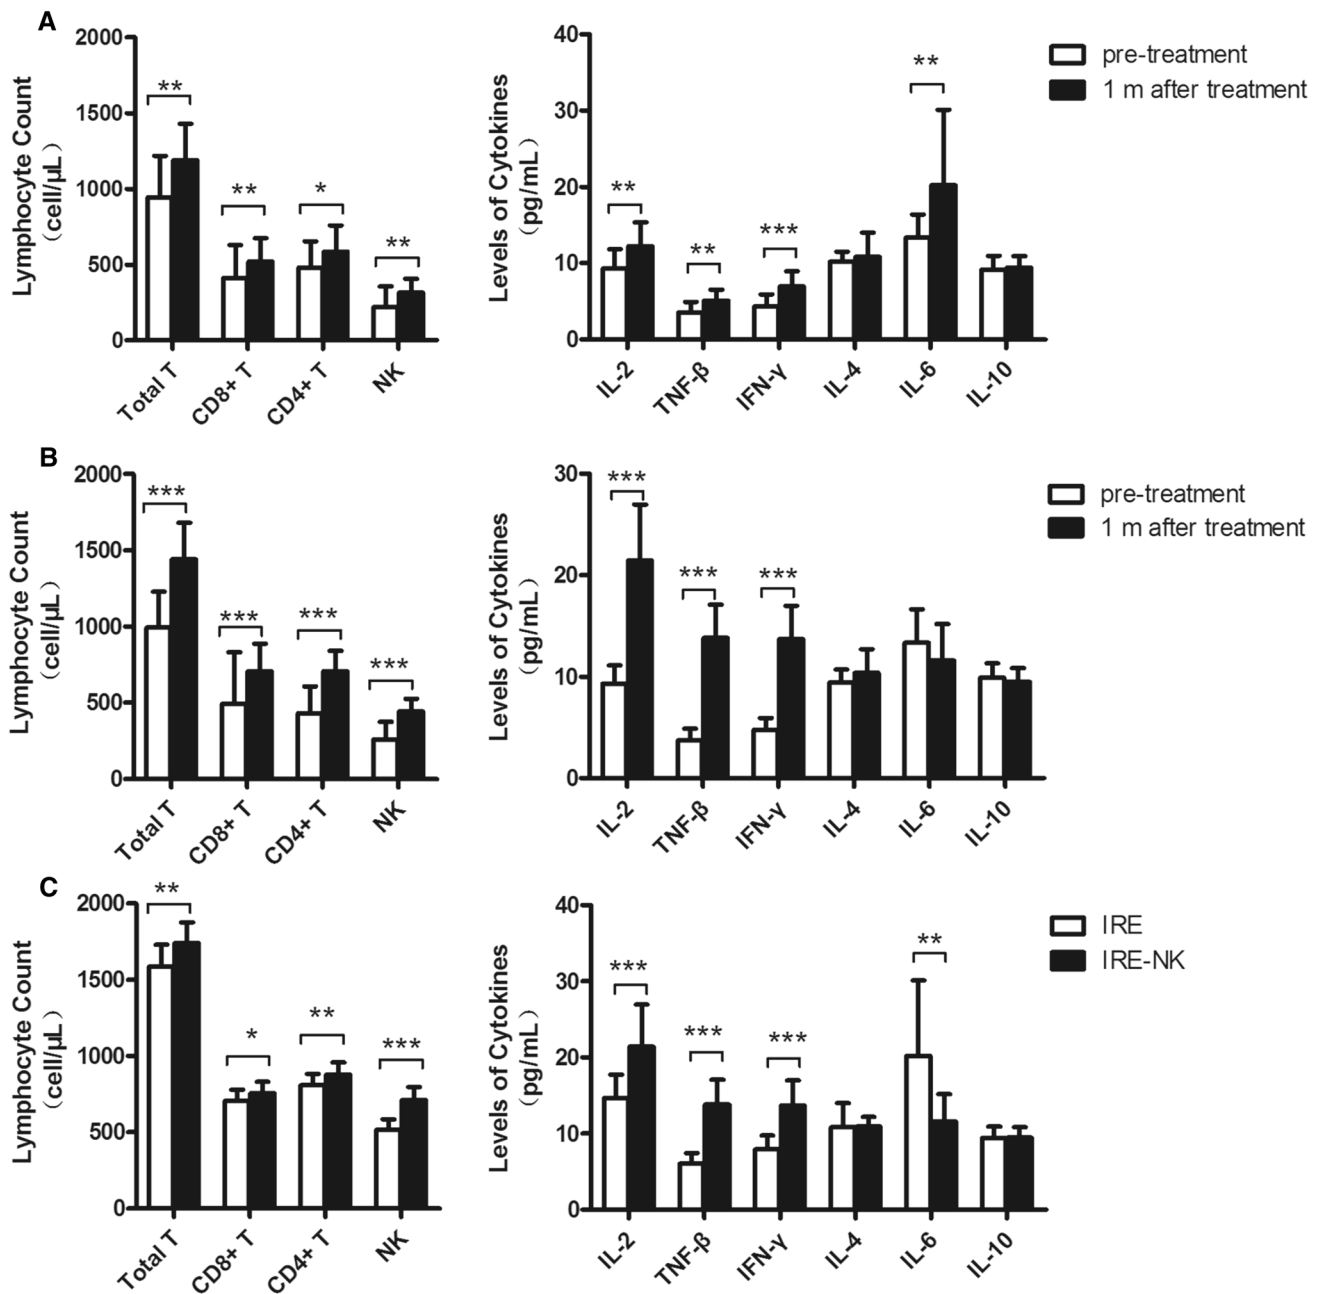 A
Lymphocyte Count
(cell/μL)
2000
1500
1000
500
0
**
**
*
**
Total T
CD8+ T
CD4+ T
NK
Levels of Cytokines
(pg/mL)
40
30
20
10
0
**
**
***
**
IL-2
TNF-β
IFN-γ
IL-4
IL-6
IL-10
pre-treatment
1 m after treatment
B
Lymphocyte Count
(cell/μL)
2000
1500
1000
500
0
***
***
***
***
Total T
CD8+ T
CD4+ T
NK
Levels of Cytokines
(pg/mL)
30
20
10
0
***
***
***
IL-2
TNF-β
IFN-γ
IL-4
IL-6
IL-10
pre-treatment
1 m after treatment
C
Lymphocyte Count
(cell/μL)
2000
1500
1000
500
0
**
*
**
***
Total T
CD8+ T
CD4+ T
NK
Levels of Cytokines
(pg/mL)
40
30
20
10
0
***
***
***
**
IL-2
TNF-β
IFN-γ
IL-4
IL-6
IL-10
IRE
IRE-NK